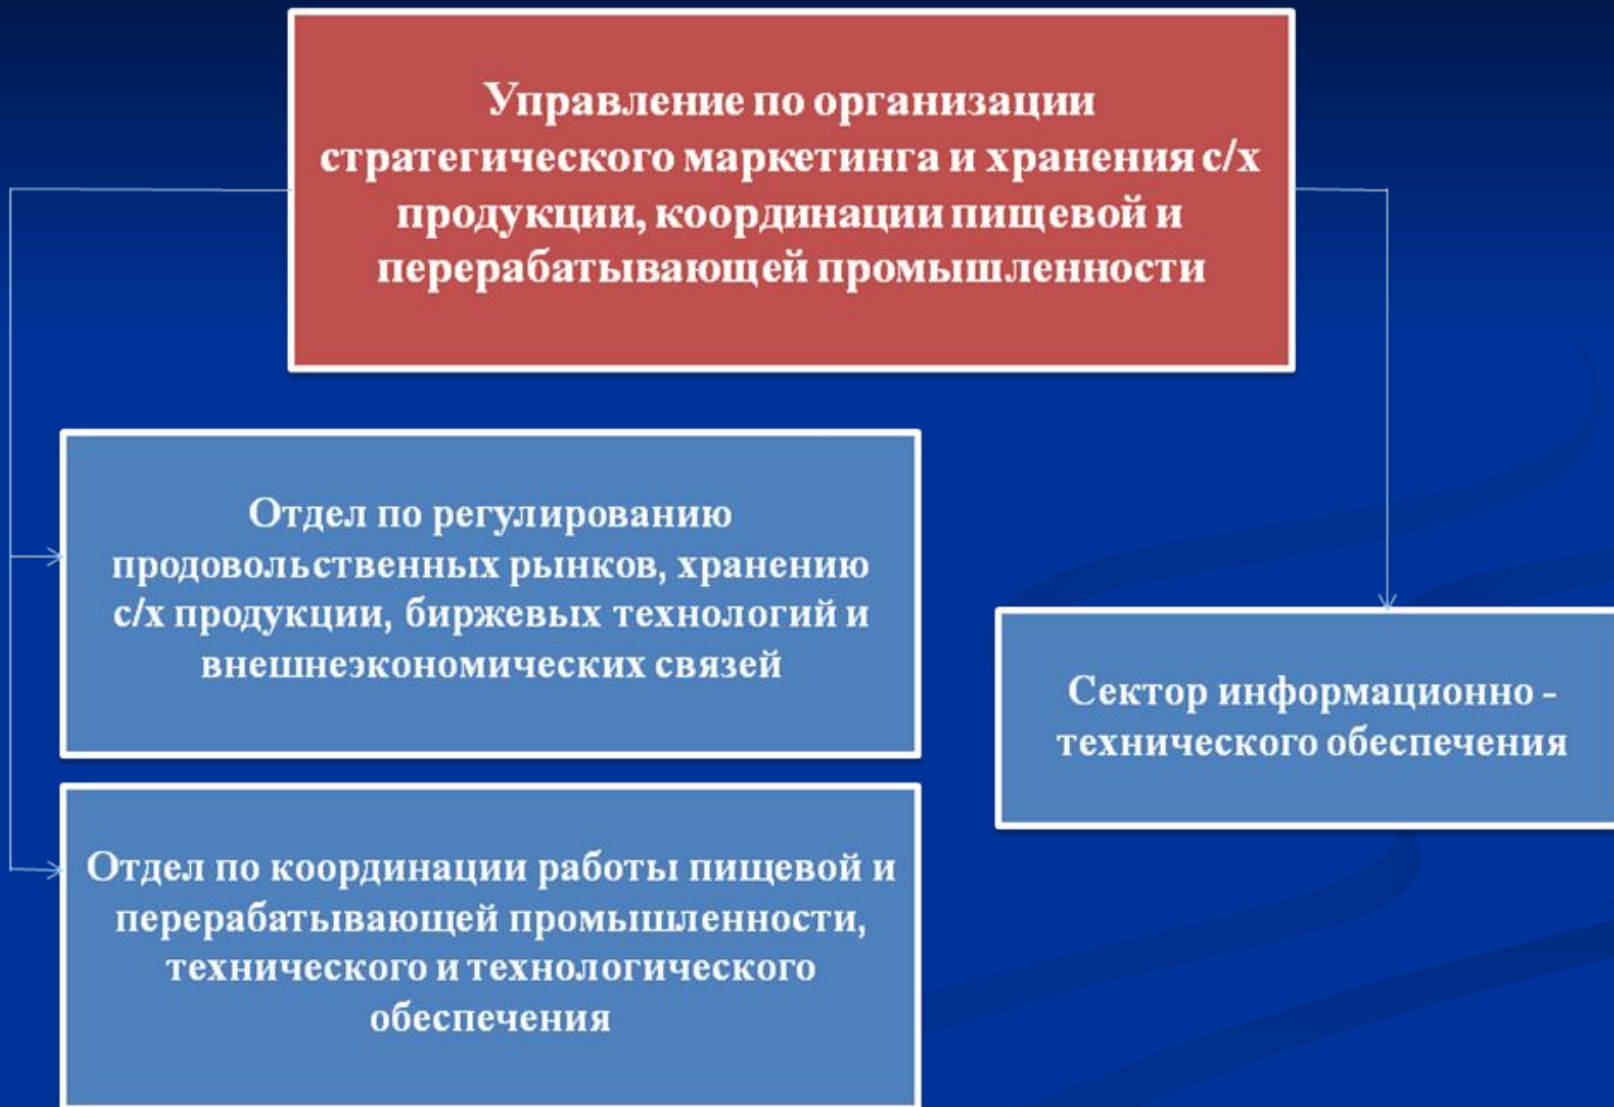 Управление по организации
стратегического маркетинга и хранения с/х
продукции, координации пищевой и
перерабатывающей промышленности
Отдел по регулированию
продовольственных рынков, хранению
с/х продукции, биржевых технологий и
внешнеэкономических связей
Сектор информационно -
технического обеспечения
Отдел по координации работы пищевой и
перерабатывающей промышленности,
технического и технологического
обеспечения